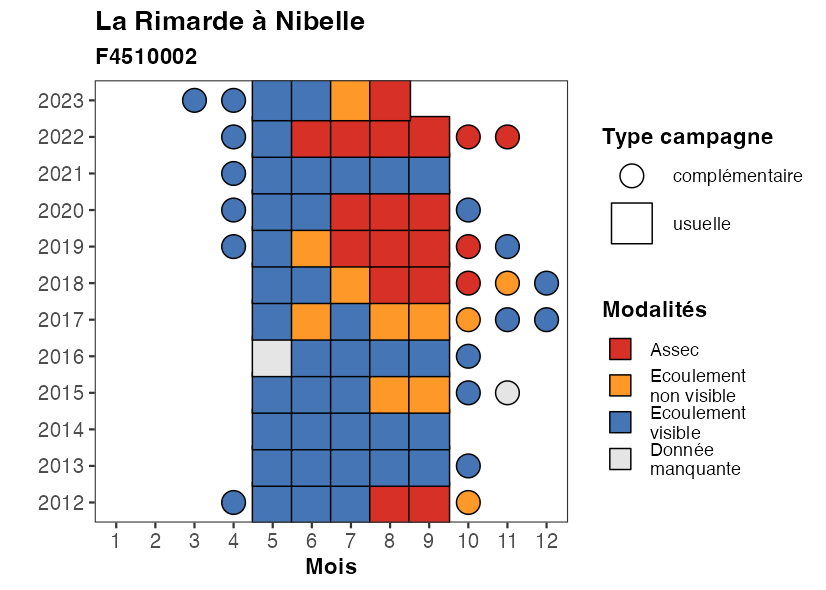 La Rimarde à Nibelle
F4510002
2023
2022
2021
2020
2019
2018
2017
2016
2015
2014
2013
2012
1 2 3 4 5 6 7 8 9 10 11 12
Mois
Type campagne
complémentaire
usuelle
Modalités
Assec
Ecoulement
non visible
Ecoulement
visible
Donnée
manquante